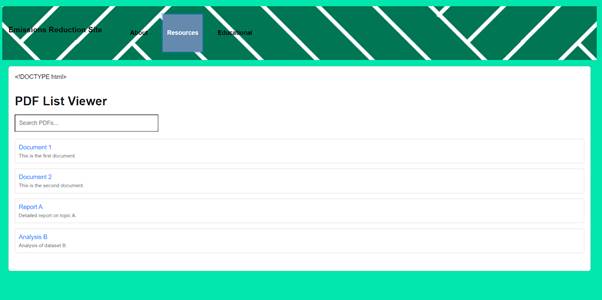 Emissions Reduction Site
About
Resources
Educational
<!DOCTYPE html>
PDF List Viewer
Search PDFs...
Document 1
This is the first document.
Document 2
This is the second document.
Report A
Detailed report on topic A.
Analysis B
Analysis of dataset B.